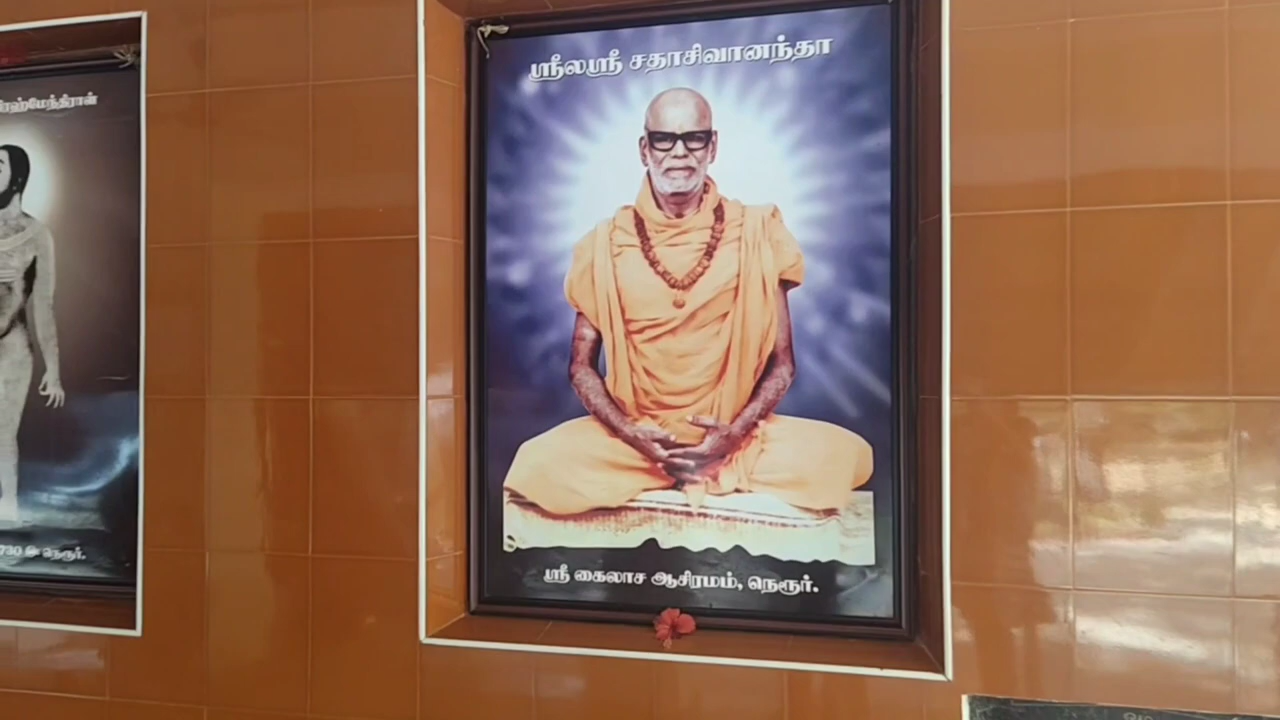 ஸ்ரீலஸ்ரீ சதாசிவானந்தா
ஸ்ரீ கைலாச ஆசிரமம், நெரூர்.
நெரூர்.